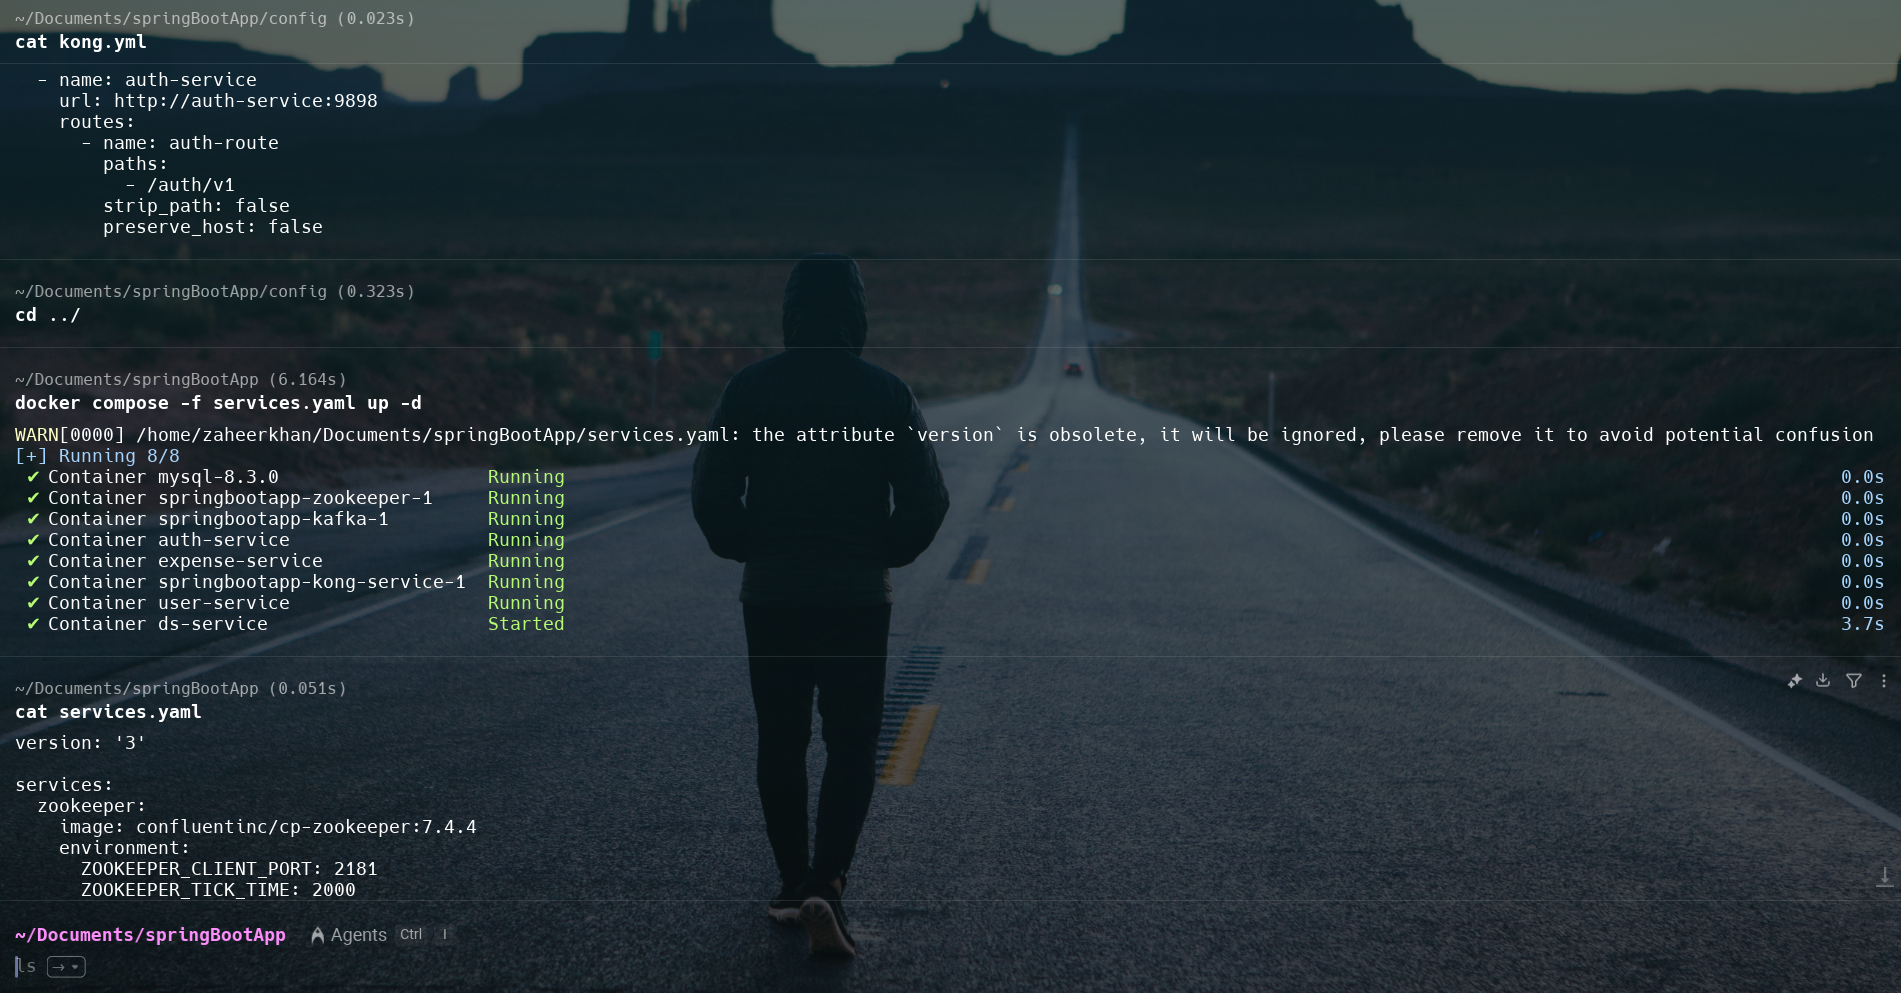 ~/Documents/springBootApp/config (0.023s)
cat kong.yml
  - name: auth-service
    url: http://auth-service:9898
    routes:
      - name: auth-route
        paths:
          - /auth/v1
        strip_path: false
        preserve_host: false
~/Documents/springBootApp/config (0.323s)
cd ../
~/Documents/springBootApp (6.164s)
docker compose -f services.yaml up -d
WARN[0000] /home/zaheerkhan/Documents/springBootApp/services.yaml: the attribute `version` is obsolete, it will be ignored, please remove it to avoid potential confusion
[+] Running 8/8
 ✔ Container mysql-8.3.0                 Running 0.0s
 ✔ Container springbootapp-zookeeper-1   Running 0.0s
 ✔ Container springbootapp-kafka-1       Running 0.0s
 ✔ Container auth-service                Running 0.0s
 ✔ Container expense-service             Running 0.0s
 ✔ Container springbootapp-kong-service-1  Running 0.0s
 ✔ Container user-service                Running 0.0s
 ✔ Container ds-service                  Started 3.7s
~/Documents/springBootApp (0.051s)
cat services.yaml
version: '3'
services:
  zookeeper:
    image: confluentinc/cp-zookeeper:7.4.4
    environment:
      ZOOKEEPER_CLIENT_PORT: 2181
      ZOOKEEPER_TICK_TIME: 2000
~/Documents/springBootApp Agents Ctrl I
ls →